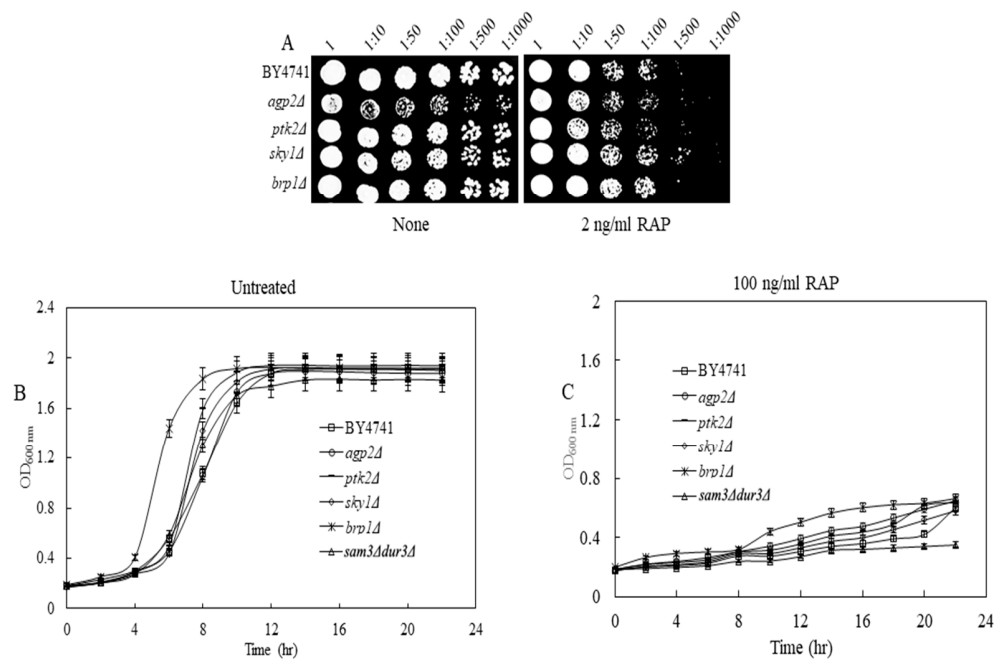 A
1 1:10 1:50 1:100 1:500 1:1000
1 1:10 1:50 1:100 1:500 1:1000
BY4741
agp2Δ
ptk2Δ
sky1Δ
brp1Δ
None
2 ng/ml RAP
Untreated
B
OD600 nm
2.4
2
1.6
1.2
0.8
0.4
0
0 4 8 12 16 20 24
Time (hr)
BY4741
agp2Δ
ptk2Δ
sky1Δ
brp1Δ
sam3Δdur3Δ
100 ng/ml RAP
C
OD600 nm
2
1.6
1.2
0.8
0.4
0
0 4 8 12 16 20 24
Time (hr)
BY4741
agp2Δ
ptk2Δ
sky1Δ
brp1Δ
sam3Δdur3Δ